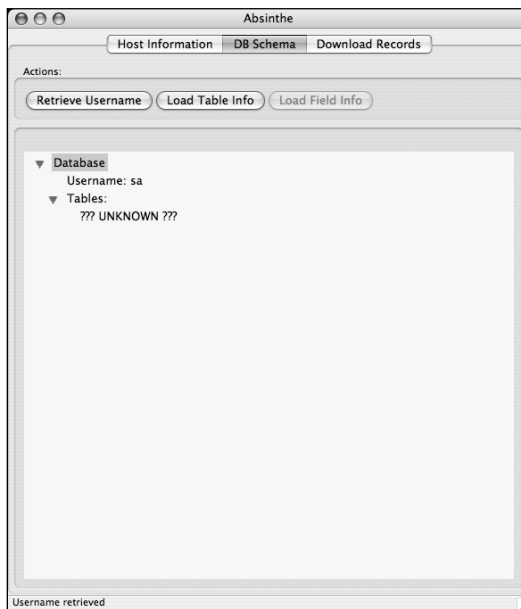 Absinthe
Host Information DB Schema Download Records
Actions:
Retrieve Username Load Table Info Load Field Info
Database
Username: sa
Tables:
??? UNKNOWN ???
Username retrieved